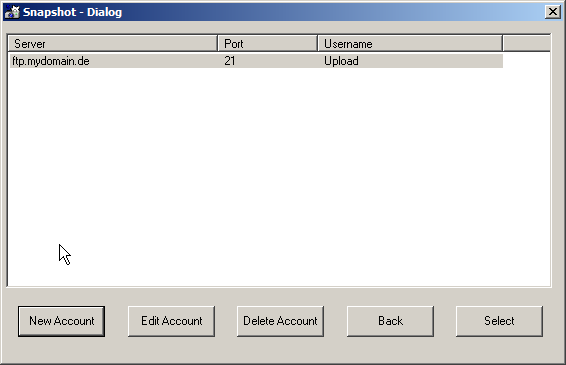 Snapshot - Dialog
Server Port Username
ftp.mydomain.de 21 Upload
New Account Edit Account Delete Account Back Select